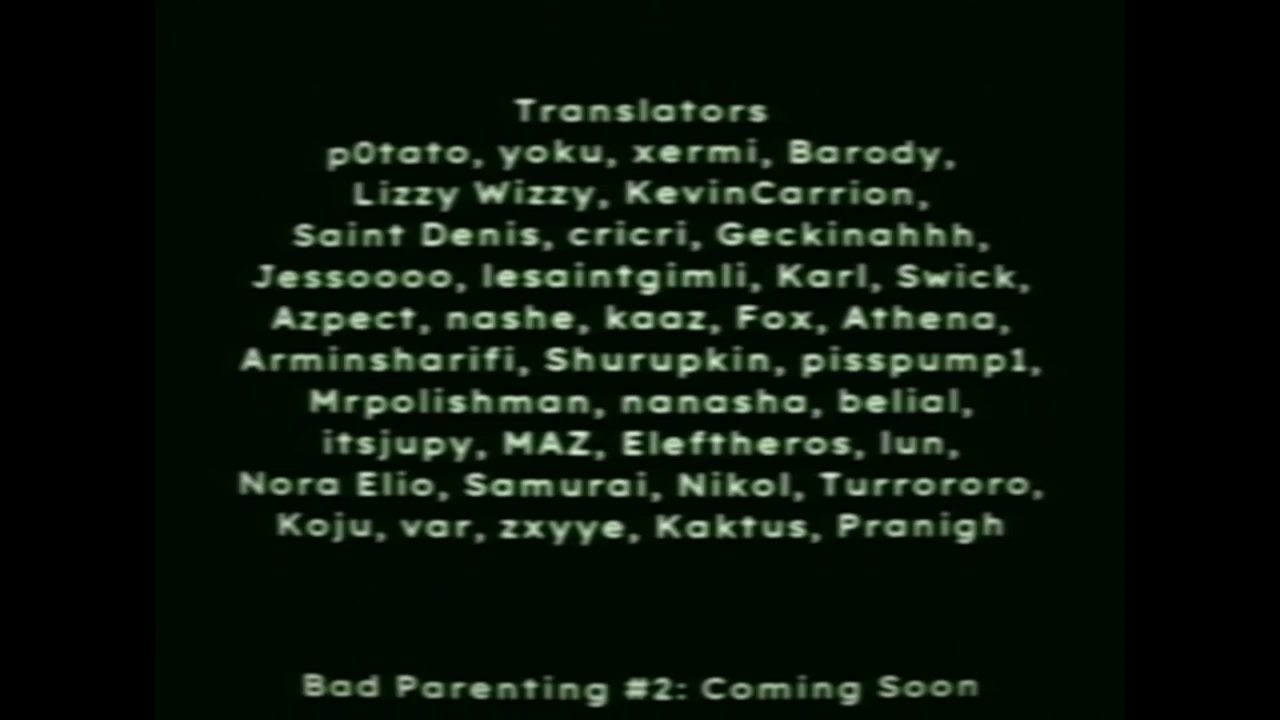 Translators
p0tato, yoku, xermi, Barody,
Lizzy Wizzy, KevinCarrion,
Saint Denis, cricri, Geckinahhh,
Jessoooo, lesaintgimli, Karl, Swick,
Azpect, nashe, kaaz, Fox, Athena,
Arminsharifi, Shurupkin, pisspump1,
Mrpolishman, nanasha, belial,
itsjupy, MAZ, Eleftheros, lun,
Nora Elio, Samurai, Nikol, Turrororo,
Koju, var, zxyye, Kaktus, Pranigh
Bad Parenting #2: Coming Soon